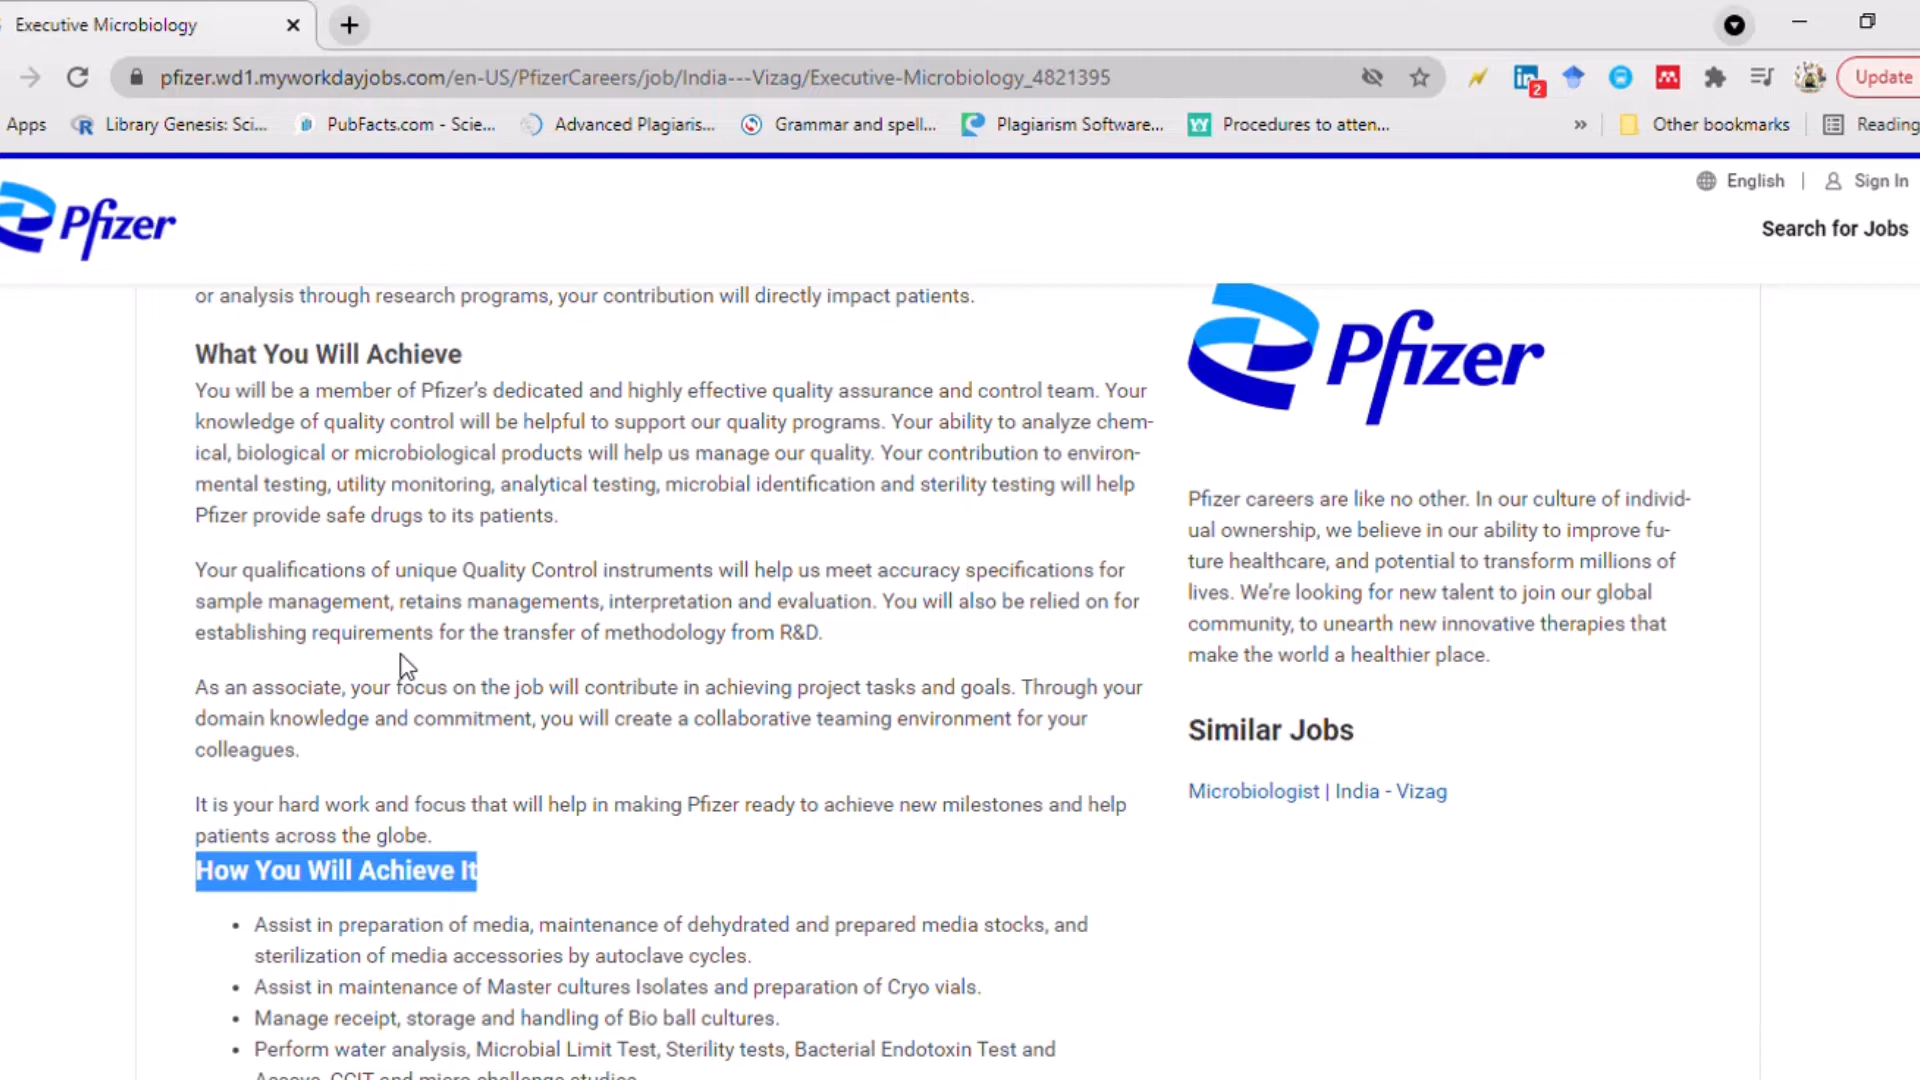 Executive Microbiology
pfizer.wd1.myworkdayjobs.com/en-US/PfizerCareers/job/India---Vizag/Executive-Microbiology_4821395
2
Update
Apps
Library Genesis: Sci...
PubFacts.com - Scie...
Advanced Plagiaris...
Grammar and spell...
Plagiarism Software...
Procedures to atten...
»
Other bookmarks
Reading
English | Sign In
Pfizer
Search for Jobs
or analysis through research programs, your contribution will directly impact patients.
What You Will Achieve
You will be a member of Pfizer’s dedicated and highly effective quality assurance and control team. Your
knowledge of quality control will be helpful to support our quality programs. Your ability to analyze chem-
ical, biological or microbiological products will help us manage our quality. Your contribution to environ-
mental testing, utility monitoring, analytical testing, microbial identification and sterility testing will help
Pfizer provide safe drugs to its patients.
Your qualifications of unique Quality Control instruments will help us meet accuracy specifications for
sample management, retains managements, interpretation and evaluation. You will also be relied on for
establishing requirements for the transfer of methodology from R&D.
As an associate, your focus on the job will contribute in achieving project tasks and goals. Through your
domain knowledge and commitment, you will create a collaborative teaming environment for your
colleagues.
It is your hard work and focus that will help in making Pfizer ready to achieve new milestones and help
patients across the globe.
How You Will Achieve It
• Assist in preparation of media, maintenance of dehydrated and prepared media stocks, and
sterilization of media accessories by autoclave cycles.
• Assist in maintenance of Master cultures Isolates and preparation of Cryo vials.
• Manage receipt, storage and handling of Bio ball cultures.
• Perform water analysis, Microbial Limit Test, Sterility tests, Bacterial Endotoxin Test and
Assays, CCIT and micro challenge studies.
Pfizer
Pfizer careers are like no other. In our culture of individ-
ual ownership, we believe in our ability to improve fu-
ture healthcare, and potential to transform millions of
lives. We’re looking for new talent to join our global
community, to unearth new innovative therapies that
make the world a healthier place.
Similar Jobs
Microbiologist | India - Vizag